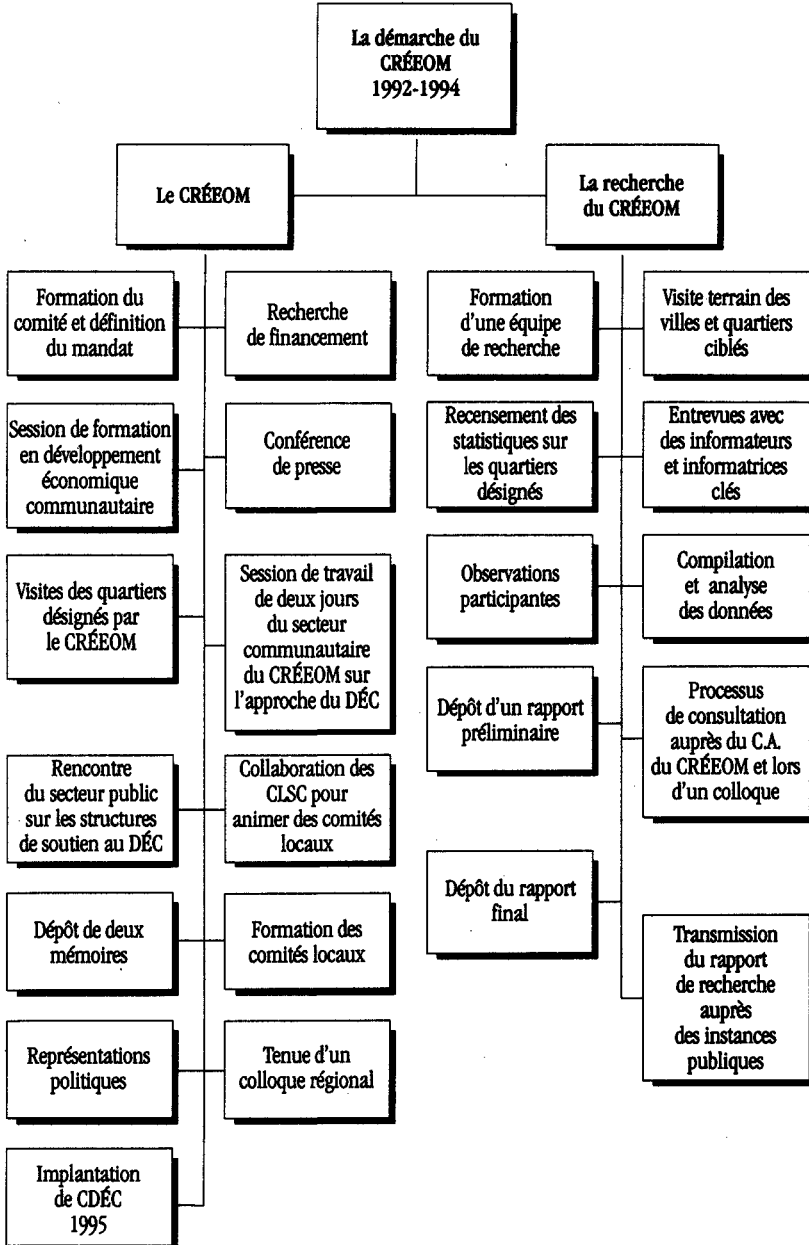 La démarche du
CRÉEOM
1992-1994
Le CRÉEOM
La recherche
du CRÉEOM
Formation du
comité et définition
du mandat
Recherche
de financement
Session de formation
en développement
économique
communautaire
Conférence
de presse
Visites des quartiers
désignés par
le CRÉEOM
Session de travail
de deux jours
du secteur
communautaire
du CRÉEOM sur
l'approche du DÉC
Rencontre
du secteur public
sur les structures
de soutien au DÉC
Collaboration des
CLSC pour
animer des comités
locaux
Dépôt de deux
mémoires
Formation des
comités locaux
Représentations
politiques
Tenue d'un
colloque régional
Implantation
de CDÉC
1995
Formation
d'une équipe
de recherche
Visite terrain des
villes et quartiers
ciblés
Recensement des
statistiques sur
les quartiers
désignés
Entrevues avec
des informateurs
et informatrices
clés
Observations
participantes
Compilation
et analyse
des données
Dépôt d'un rapport
préliminaire
Processus
de consultation
auprès du C.A.
du CRÉEOM et lors
d'un colloque
Dépôt du rapport
final
Transmission
du rapport
de recherche
auprès
des instances
publiques